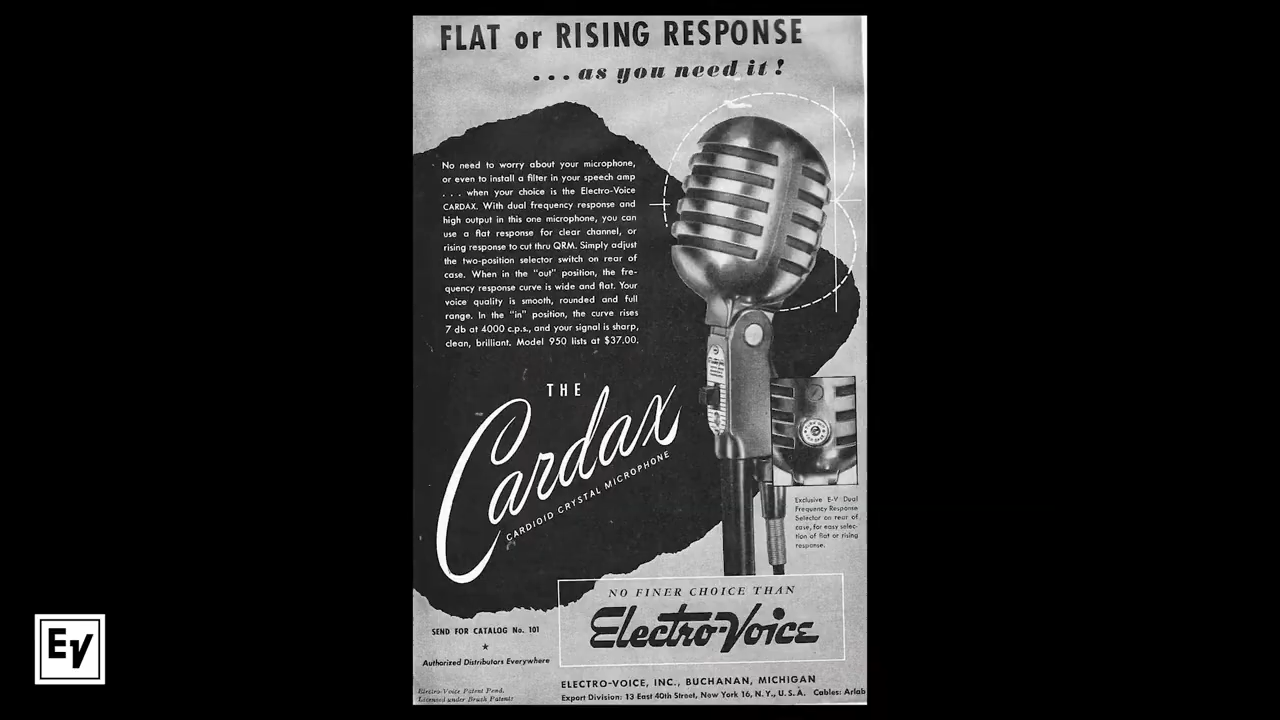 FLAT or RISING RESPONSE
. . . as you need it!
No need to worry about your microphone,
or even to install a filter in your speech amp
. . . when your choice is the Electro-Voice
CARDAX. With dual frequency response and
high output in this one microphone, you can
use a flat response for clear channel, or
rising response to cut thru QRM. Simply adjust
the two-position selector switch on rear of
case. When in the "out" position, the fre-
quency response curve is wide and flat. Your
voice quality is smooth, rounded and full
range. In the "in" position, the curve rises
7 db at 4000 c.p.s., and your signal is sharp,
clean, brilliant. Model 950 lists at $37.00.
THE
Cardax
CARDIOID CRYSTAL MICROPHONE
Exclusive E-V Dual
Frequency Response
Selector on rear of
case, for easy selec-
tion of flat or rising
response.
NO FINER CHOICE THAN
Electro-Voice
SEND FOR CATALOG No. 101
Authorized Distributors Everywhere
Electro-Voice Patent Pend.
Licensed under Brush Patents
ELECTRO-VOICE, INC., BUCHANAN, MICHIGAN
Export Division: 13 East 40th Street, New York 16, N.Y., U.S.A. Cables: Arlab
EV